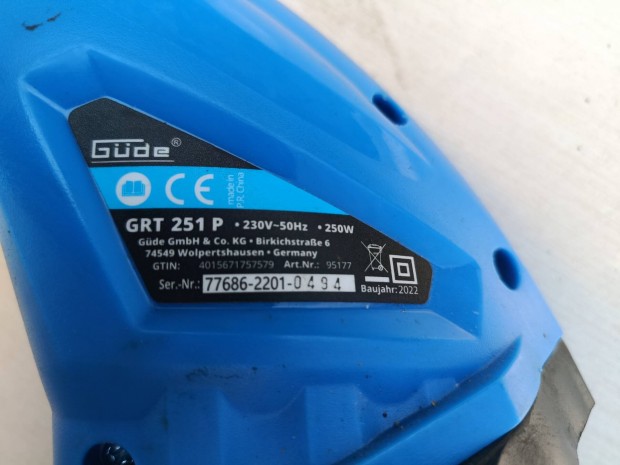 Güde®
CE
made in
P.R. China
GRT 251 P • 230V~50Hz • 250W
Güde GmbH & Co. KG • Birkichstraße 6
74549 Wolpertshausen • Germany
GTIN: 4015671757579 Art.Nr.: 95177
Ser.-Nr.: 77686-2201-0494
Baujahr: 2022